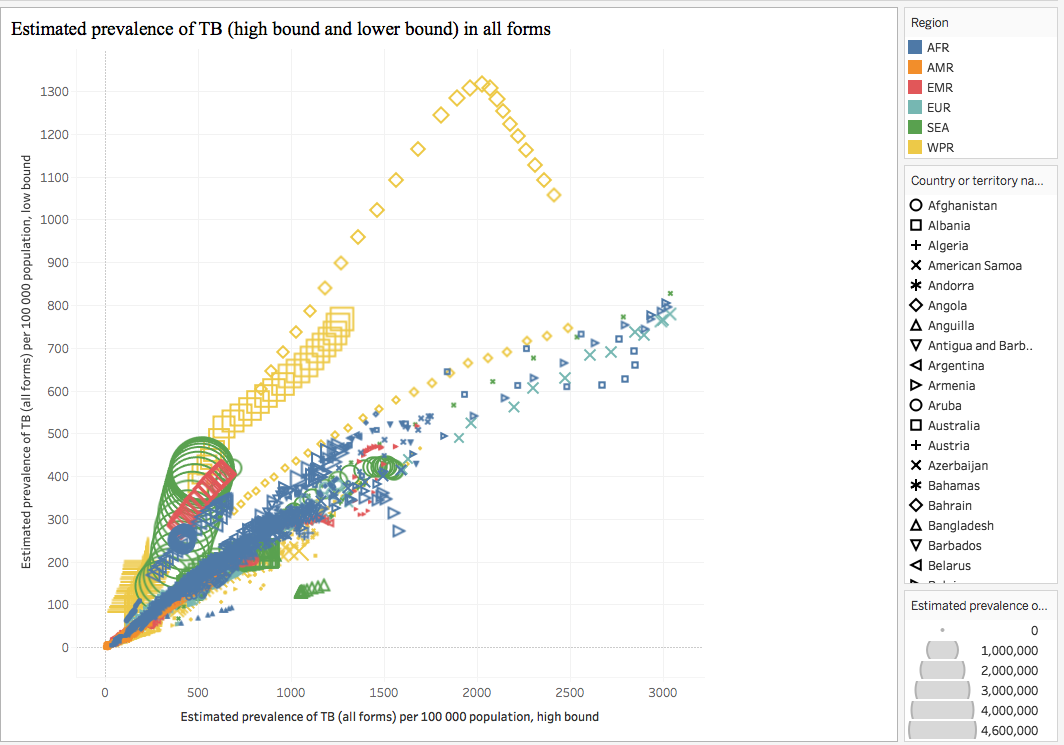 Estimated prevalence of TB (high bound and lower bound) in all forms
Estimated prevalence of TB (all forms) per 100 000 population, low bound
1300
1200
1100
1000
900
800
700
600
500
400
300
200
100
0
0 500 1000 1500 2000 2500 3000
Estimated prevalence of TB (all forms) per 100 000 population, high bound
Region
AFR
AMR
EMR
EUR
SEA
WPR
Country or territory na...
Afghanistan
Albania
Algeria
American Samoa
Andorra
Angola
Anguilla
Antigua and Barb..
Argentina
Armenia
Aruba
Australia
Austria
Azerbaijan
Bahamas
Bahrain
Bangladesh
Barbados
Belarus
Estimated prevalence o...
0
1,000,000
2,000,000
3,000,000
4,000,000
4,600,000